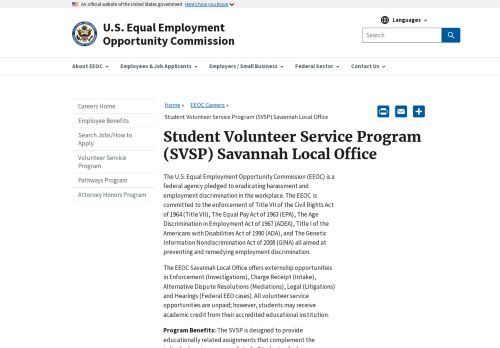 An official website of the United States government Here's how you know
U.S. Equal Employment
Opportunity Commission
Languages
Search
About EEOC
Employees & Job Applicants
Employers / Small Business
Federal Sector
Contact Us
Careers Home
Employee Benefits
Search Jobs/How to
Apply
Volunteer Service
Program
Pathways Program
Attorney Honors Program
Home » EEOC Careers »
Student Volunteer Service Program (SVSP) Savannah Local Office
Student Volunteer Service Program
(SVSP) Savannah Local Office
The U.S. Equal Employment Opportunity Commission (EEOC) is a
federal agency pledged to eradicating harassment and
employment discrimination in the workplace. The EEOC is
committed to the enforcement of Title VII of the Civil Rights Act
of 1964 (Title VII), The Equal Pay Act of 1963 (EPA), The Age
Discrimination in Employment Act of 1967 (ADEA), Title I of the
Americans with Disabilities Act of 1990 (ADA), and The Genetic
Information Nondiscrimination Act of 2008 (GINA) all aimed at
preventing and remedying employment discrimination.
The EEOC Savannah Local Office offers externship opportunities
in Enforcement (Investigations), Charge Receipt (Intake),
Alternative Dispute Resolutions (Mediations), Legal (Litigations)
and Hearings (Federal EEO cases). All volunteer service
opportunities are unpaid; however, students may receive
academic credit from their accredited educational institution.
Program Benefits: The SVSP is designed to provide
educationally related assignments that complement the